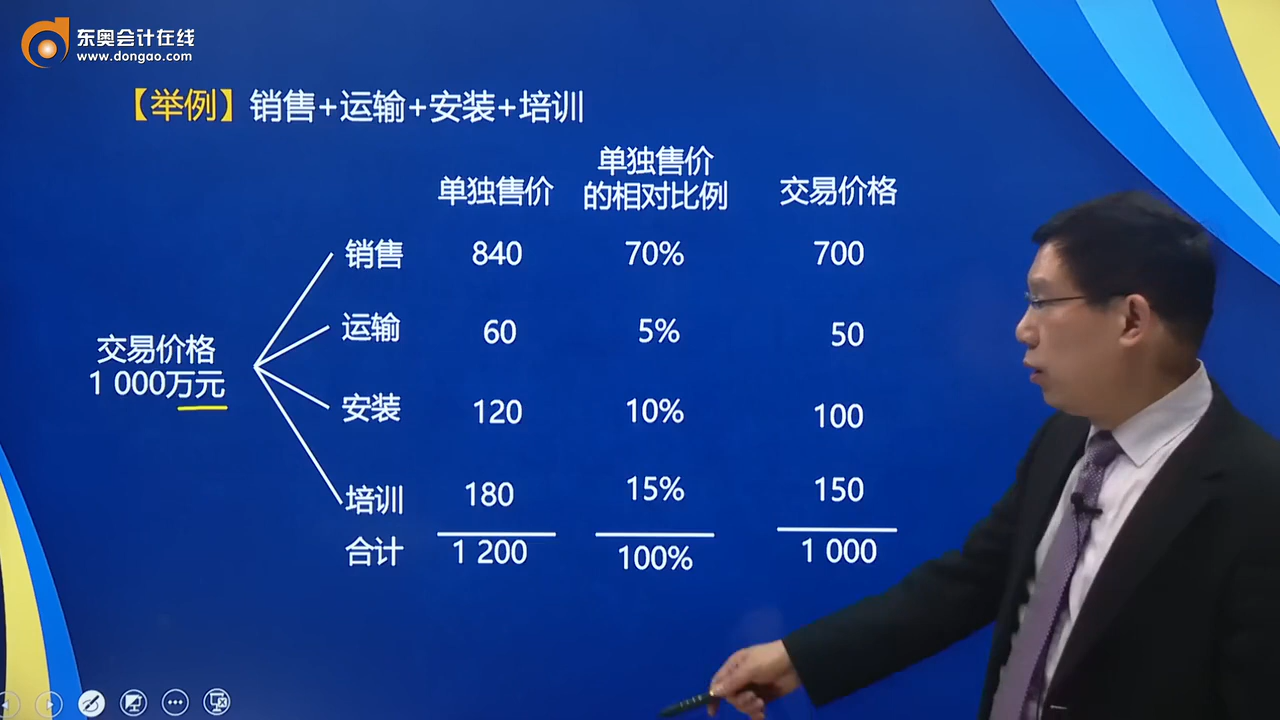 东奥会计在线
www.dongao.com
【举例】销售+运输+安装+培训
单独售价 单独售价的相对比例 交易价格
销售 840 70% 700
运输 60 5% 50
交易价格
1 000万元
安装 120 10% 100
培训 180 15% 150
合计 1 200 100% 1 000